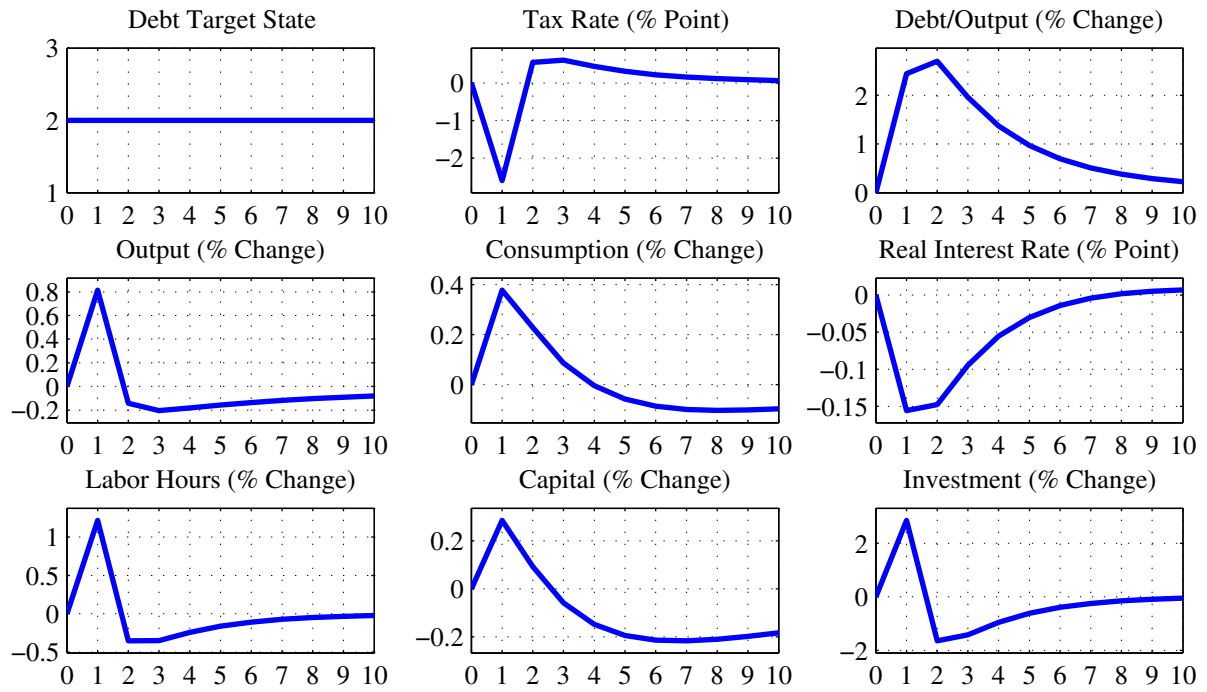 Debt Target State
3
2
1
0 1 2 3 4 5 6 7 8 9 10
Tax Rate (% Point)
0
−1
−2
0 1 2 3 4 5 6 7 8 9 10
Debt/Output (% Change)
2
1
0
0 1 2 3 4 5 6 7 8 9 10
Output (% Change)
0.8
0.6
0.4
0.2
0
−0.2
0 1 2 3 4 5 6 7 8 9 10
Consumption (% Change)
0.4
0.2
0
0 1 2 3 4 5 6 7 8 9 10
Real Interest Rate (% Point)
0
−0.05
−0.1
−0.15
0 1 2 3 4 5 6 7 8 9 10
Labor Hours (% Change)
1
0.5
0
−0.5
0 1 2 3 4 5 6 7 8 9 10
Capital (% Change)
0.2
0
−0.2
0 1 2 3 4 5 6 7 8 9 10
Investment (% Change)
2
0
−2
0 1 2 3 4 5 6 7 8 9 10